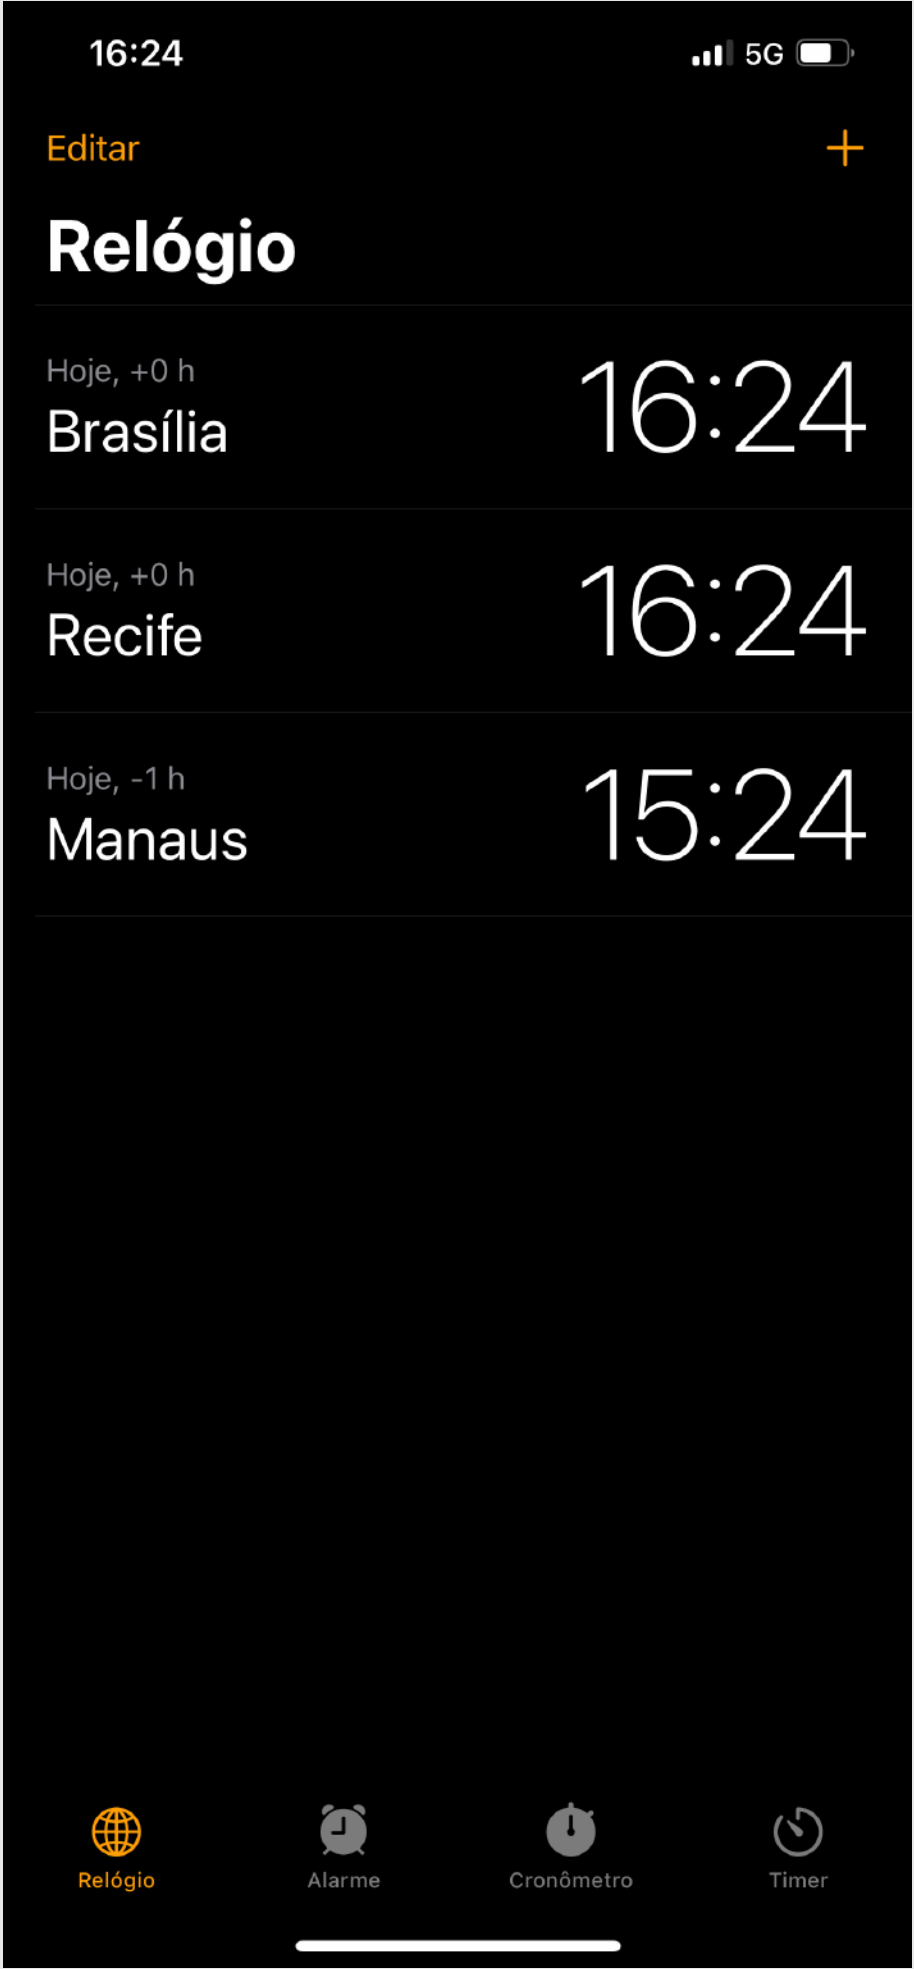 16:24 5G
Editar +
Relógio
Hoje, +0 h
Brasília 16:24
Hoje, +0 h
Recife 16:24
Hoje, -1 h
Manaus 15:24
Relógio Alarme Cronômetro Timer